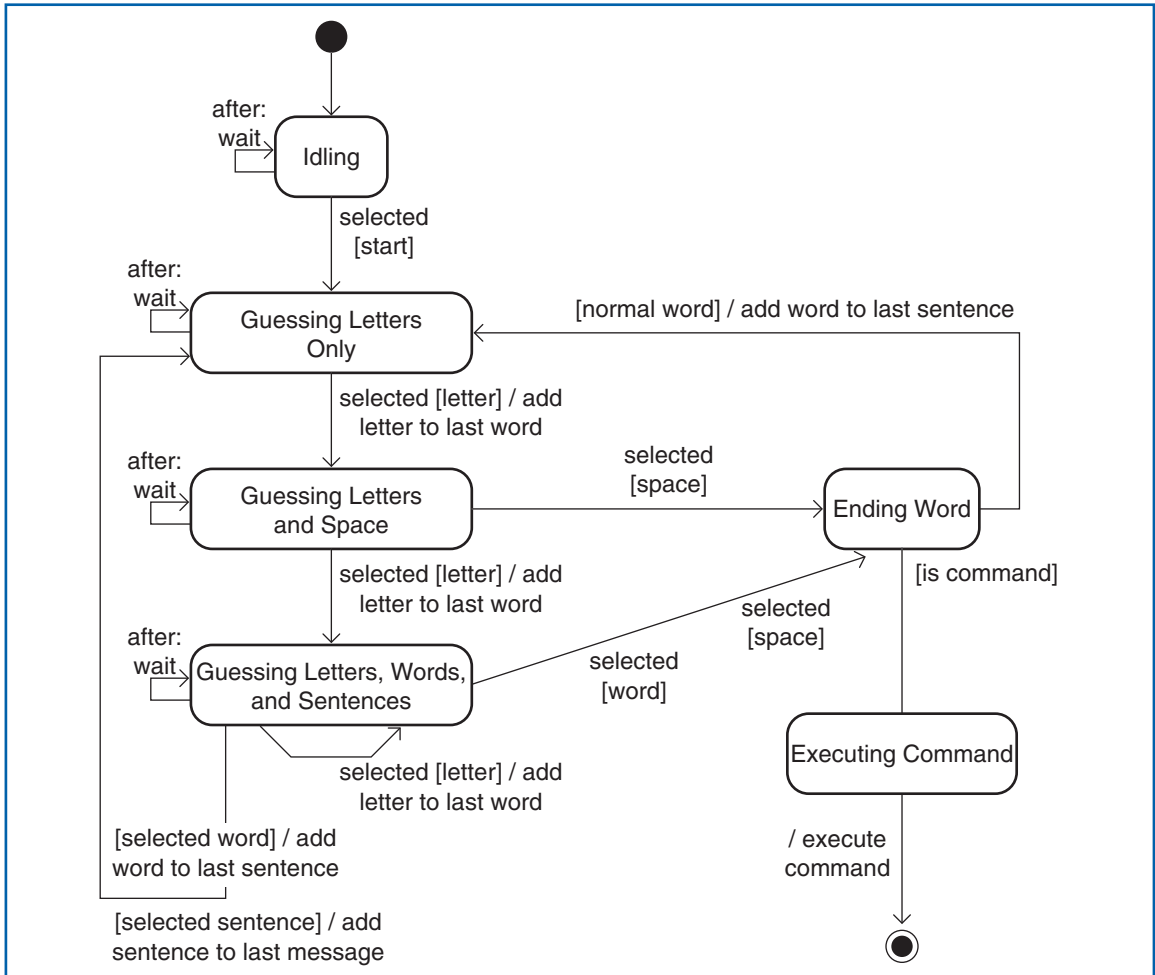 after:
wait
Idling
selected
[start]
after:
wait
Guessing Letters
Only
[normal word] / add word to last sentence
selected [letter] / add
letter to last word
after:
wait
Guessing Letters
and Space
selected
[space]
Ending Word
selected [letter] / add
letter to last word
[is command]
selected
[space]
after:
wait
Guessing Letters, Words,
and Sentences
selected
[word]
Executing Command
selected [letter] / add
letter to last word
[selected word] / add
word to last sentence
/ execute
command
[selected sentence] / add
sentence to last message